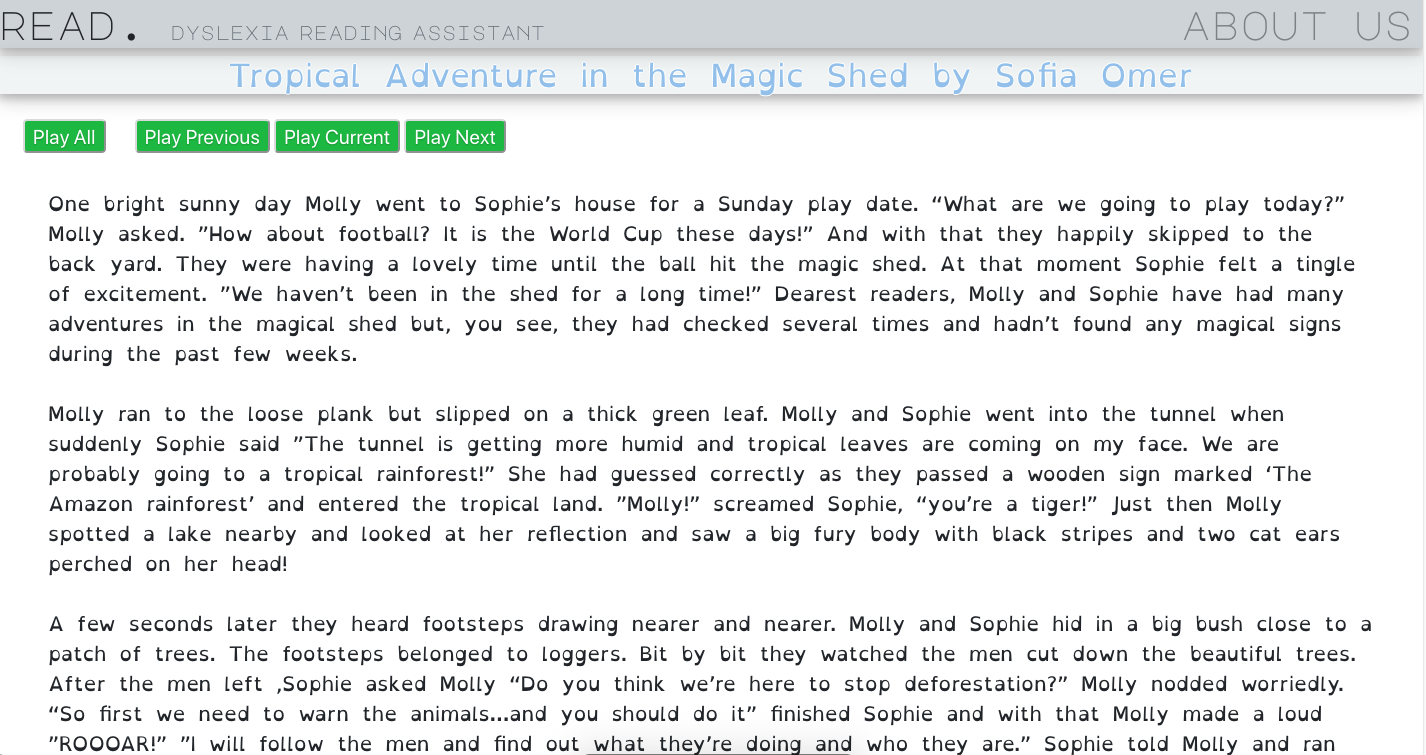 READ. DYSLEXIA READING ASSISTANT ABOUT US
Tropical Adventure in the Magic Shed by Sofia Omer
Play All Play Previous Play Current Play Next
One bright sunny day Molly went to Sophie’s house for a Sunday play date. “What are we going to play today?”
Molly asked. ”How about football? It is the World Cup these days!” And with that they happily skipped to the
back yard. They were having a lovely time until the ball hit the magic shed. At that moment Sophie felt a tingle
of excitement. ”We haven’t been in the shed for a long time!” Dearest readers, Molly and Sophie have had many
adventures in the magical shed but, you see, they had checked several times and hadn’t found any magical signs
during the past few weeks.
Molly ran to the loose plank but slipped on a thick green leaf. Molly and Sophie went into the tunnel when
suddenly Sophie said ”The tunnel is getting more humid and tropical leaves are coming on my face. We are
probably going to a tropical rainforest!” She had guessed correctly as they passed a wooden sign marked ‘The
Amazon rainforest’ and entered the tropical land. ”Molly!” screamed Sophie, “you’re a tiger!” Just then Molly
spotted a lake nearby and looked at her reflection and saw a big fury body with black stripes and two cat ears
perched on her head!
A few seconds later they heard footsteps drawing nearer and nearer. Molly and Sophie hid in a big bush close to a
patch of trees. The footsteps belonged to loggers. Bit by bit they watched the men cut down the beautiful trees.
After the men left ,Sophie asked Molly “Do you think we’re here to stop deforestation?” Molly nodded worriedly.
“So first we need to warn the animals...and you should do it” finished Sophie and with that Molly made a loud
”ROOOAR!” ”I will follow the men and find out what they’re doing and who they are.” Sophie told Molly and ran